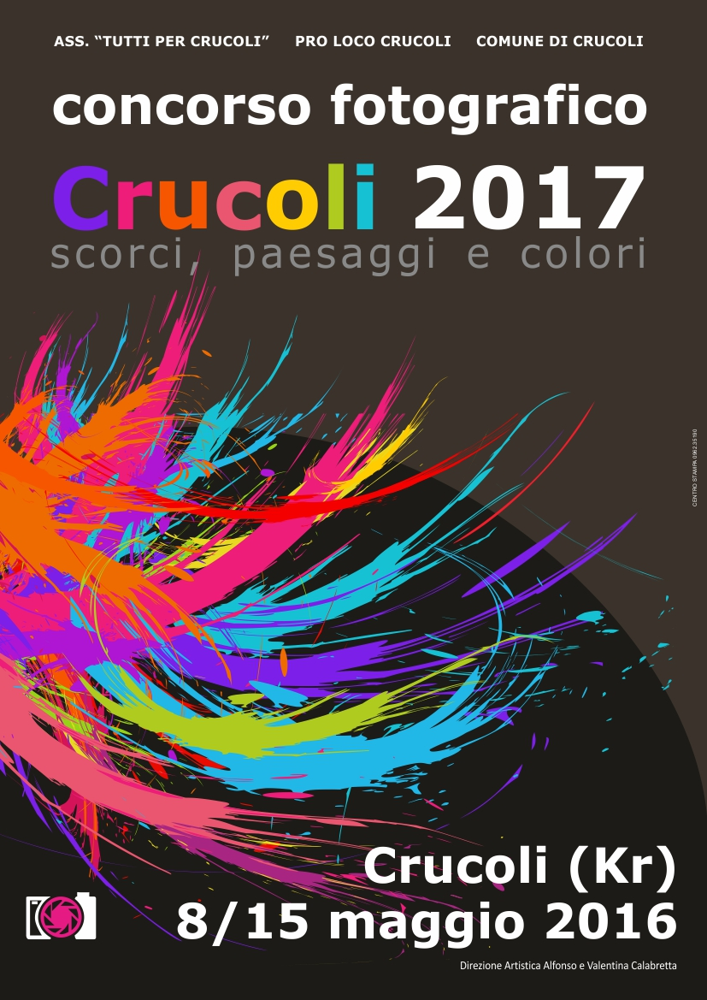 ASS. “TUTTI PER CRUCOLI” PRO LOCO CRUCOLI COMUNE DI CRUCOLI
concorso fotografico
Crucoli 2017
scorci, paesaggi e colori
CENTRO STAMPA 0962.35190
Crucoli (Kr)
8/15 maggio 2016
Direzione Artistica Alfonso e Valentina Calabretta